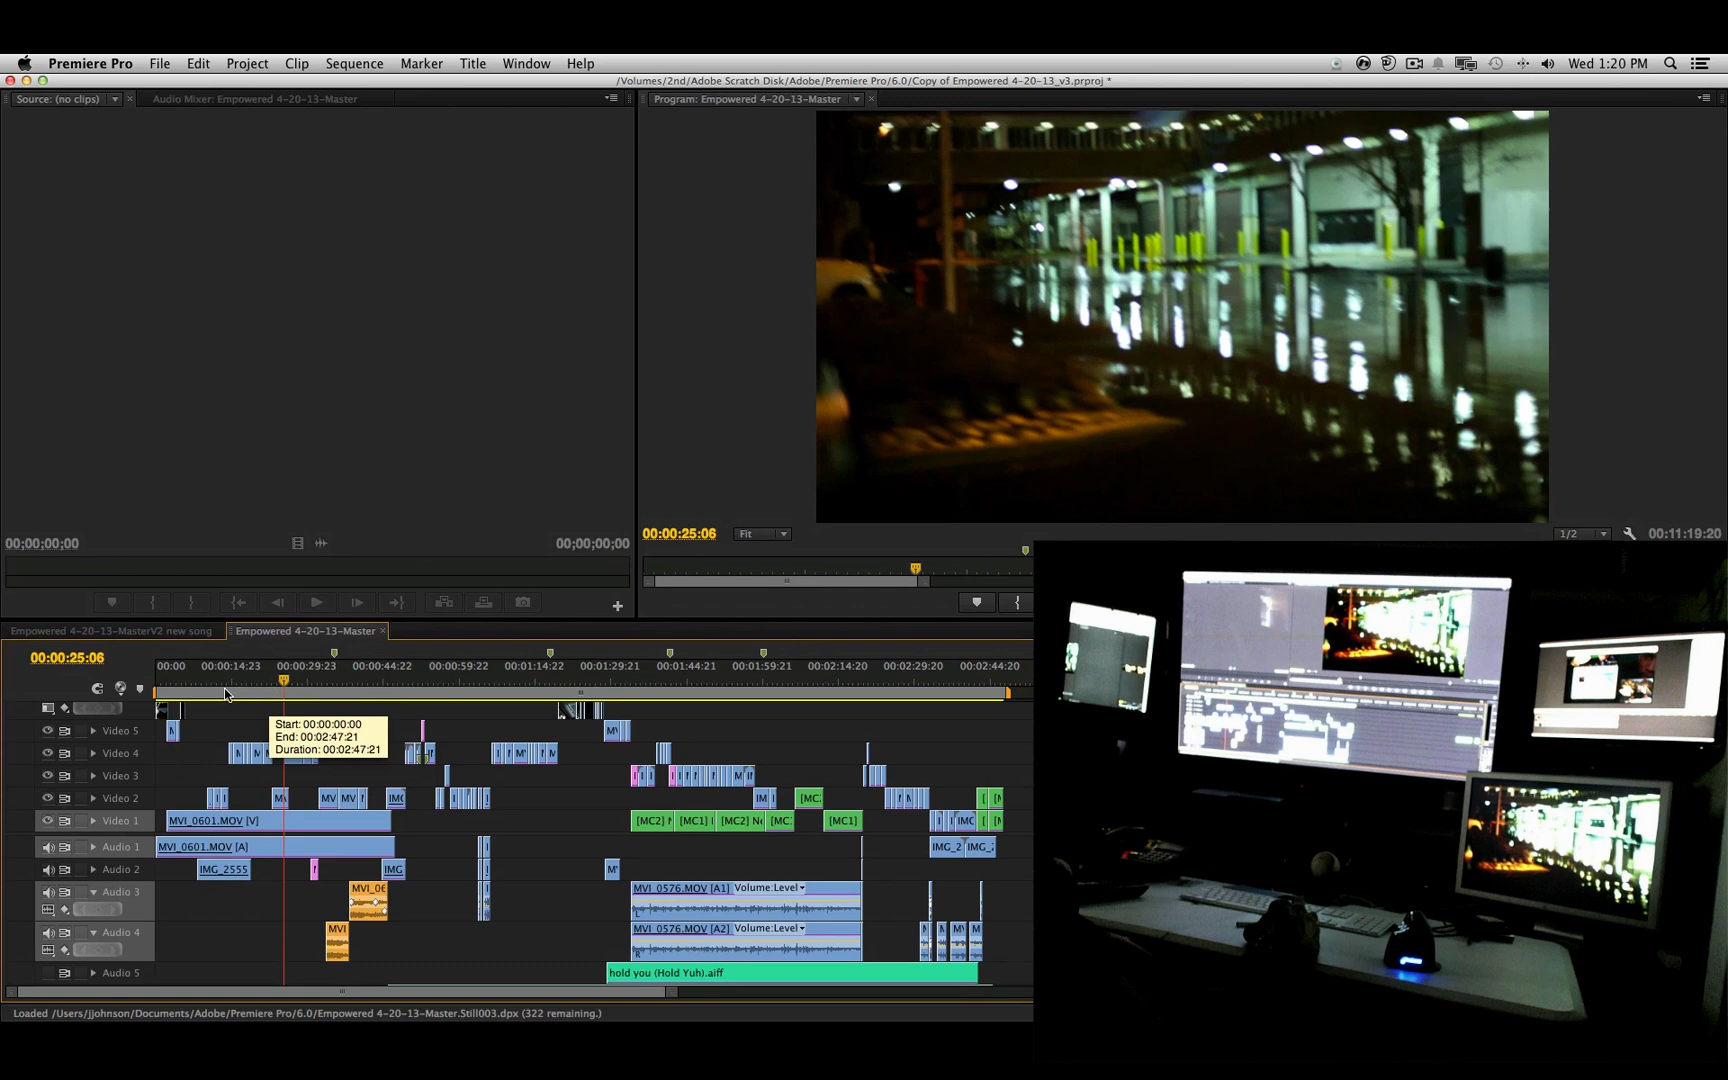 Premiere Pro File Edit Project Clip Sequence Marker Title Window Help Wed 1:20 PM
/Volumes/2nd/Adobe Scratch Disk/Adobe/Premiere Pro/6.0/Copy of Empowered 4-20-13_v3.prproj *
Source: (no clips) Audio Mixer: Empowered 4-20-13-Master Program: Empowered 4-20-13-Master
00;00;00;00 00;00;00;00
00:00:25:06 Fit 1/2 00:11:19:20
Empowered 4-20-13-MasterV2 new song Empowered 4-20-13-Master
00:00:25:06
00:00 00:00:14:23 00:00:29:23 00:00:44:22 00:00:59:22 00:01:14:22 00:01:29:21 00:01:44:21 00:01:59:21 00:02:14:20 00:02:29:20 00:02:44:20
Start: 00:00:00:00
End: 00:02:47:21
Duration: 00:02:47:21
Video 5
Video 4
Video 3
Video 2 IM
Video 1 MVI_0601.MOV [V] [MC2] [MC1] [MC2] [MC1]
Audio 1 MVI_0601.MOV [A] IMG_2 IMG_
Audio 2 IMG_2555 IMG
Audio 3 MVI_06 MVI_0576.MOV [A1] Volume:Level
L
Audio 4 MVI MVI_0576.MOV [A2] Volume:Level
R
Audio 5 hold you (Hold Yuh).aiff
Loaded /Users/jjohnson/Documents/Adobe/Premiere Pro/6.0/Empowered 4-20-13-Master.Still003.dpx (322 remaining.)